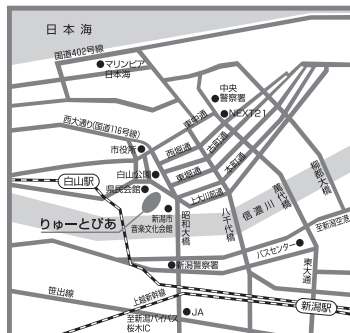 日本海
国道402号線
マリンピア
日本海
中央
警察署
NEXT21
西大通り(国道116号線)
東中通
市役所
西堀通
古町通
東堀通
本町通
白山公園
上大川前通
白山駅
県民会館
りゅーとぴあ
新潟市
音楽文化会館
昭和大橋
八千代橋
信濃川
萬代橋
柳都大橋
至新潟空港
バスセンター
東大通
新潟警察署
笹出線
上越新幹線
新潟駅
至新潟バイパス
桜木IC
JA